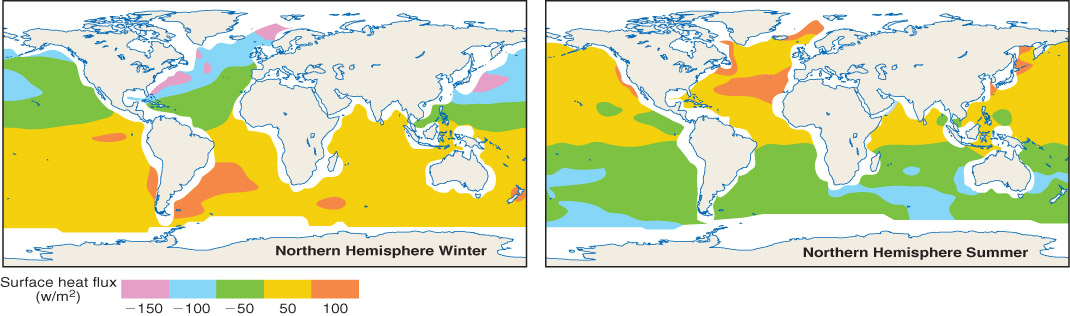 Northern Hemisphere Winter
Northern Hemisphere Summer
Surface heat flux
(w/m²)
−150 −100 −50 50 100